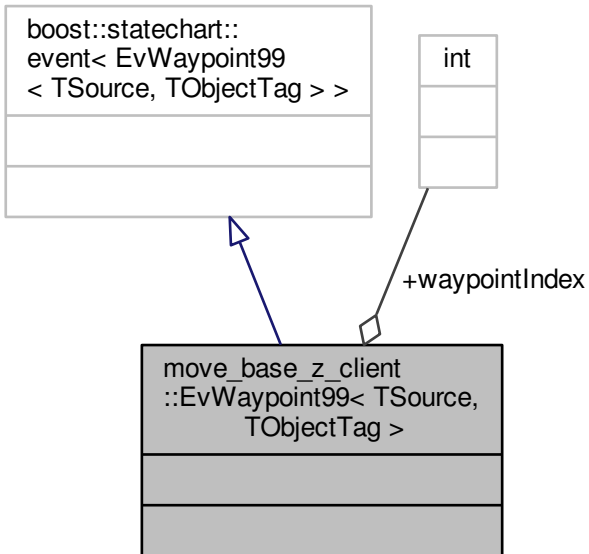 boost::statechart::
event< EvWaypoint99
< TSource, TObjectTag > >
int
+waypointIndex
move_base_z_client
::EvWaypoint99< TSource,
TObjectTag >